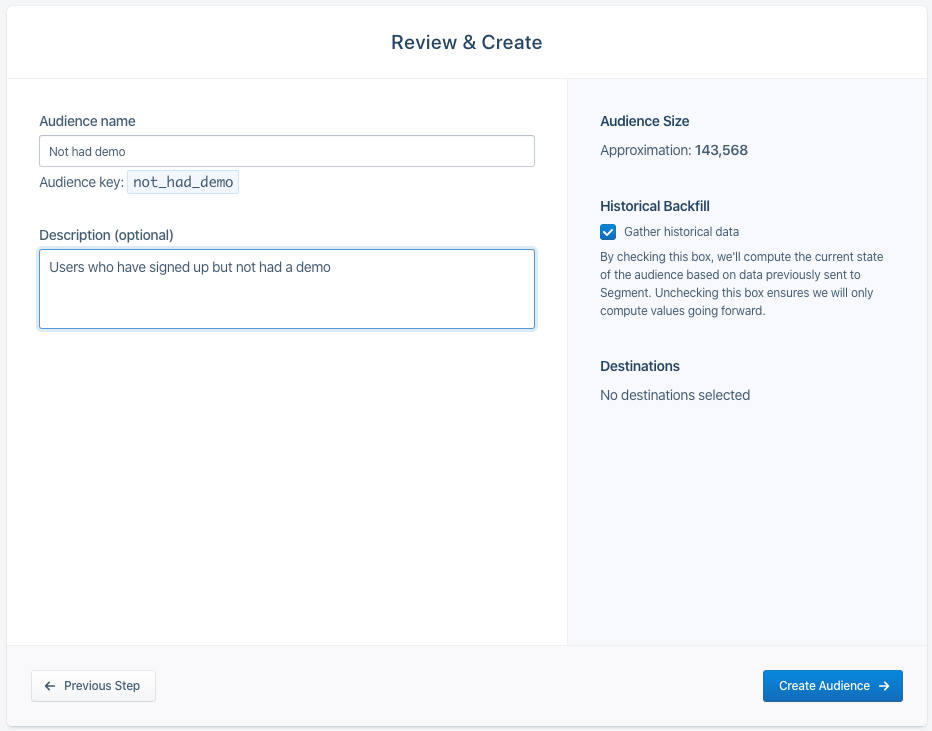 Review & Create
Audience name
Not had demo
Audience key: not_had_demo
Description (optional)
Users who have signed up but not had a demo
Audience Size
Approximation: 143,568
Historical Backfill
Gather historical data
By checking this box, we'll compute the current state
of the audience based on data previously sent to
Segment. Unchecking this box ensures we will only
compute values going forward.
Destinations
No destinations selected
Previous Step
Create Audience